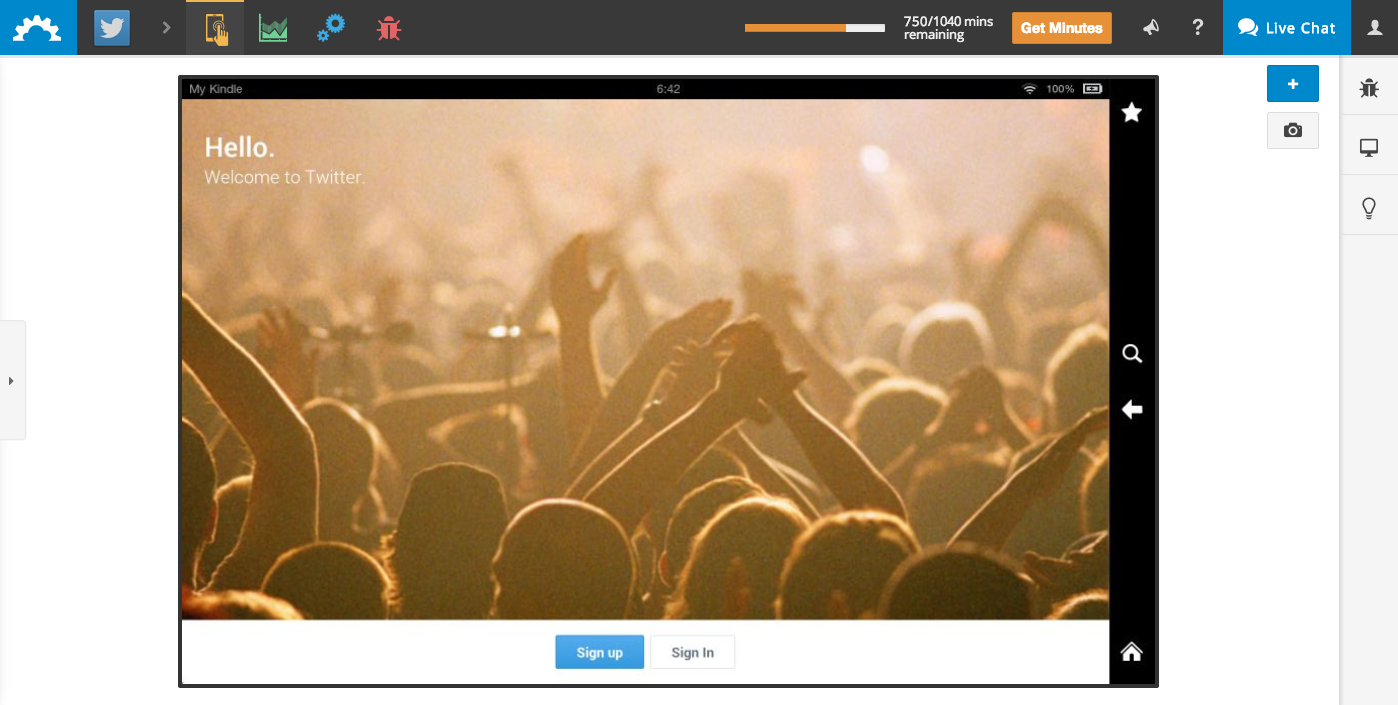 750/1040 mins
remaining
Get Minutes
?
Live Chat
My Kindle
6:42
100%
Hello.
Welcome to Twitter.
Sign up
Sign In